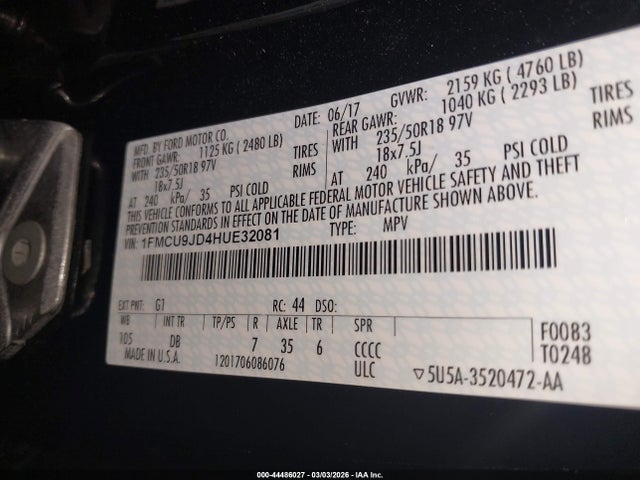 MFD. BY FORD MOTOR CO.
DATE: 06/17 GVWR: 2159 KG ( 4760 LB)
FRONT GAWR: 1125 KG ( 2480 LB)
REAR GAWR: 1040 KG ( 2293 LB)
WITH 235/50R18 97V TIRES
WITH 235/50R18 97V TIRES
18x7.5J RIMS
18x7.5J RIMS
AT 240 kPa/ 35 PSI COLD
AT 240 kPa/ 35 PSI COLD
THIS VEHICLE CONFORMS TO ALL APPLICABLE FEDERAL MOTOR VEHICLE SAFETY AND THEFT
PREVENTION STANDARDS IN EFFECT ON THE DATE OF MANUFACTURE SHOWN ABOVE.
VIN: 1FMCU9JD4HUE32081 TYPE: MPV
EXT PNT: G1 RC: 44 DSO:
WB INT TR TP/PS R AXLE TR SPR
105 DB 7 35 6 CCCC
F0083
T0248
MADE IN U.S.A. 1201706086076 ULC
▽5U5A-3520472-AA
000-44486027 - 03/03/2026 - IAA Inc.